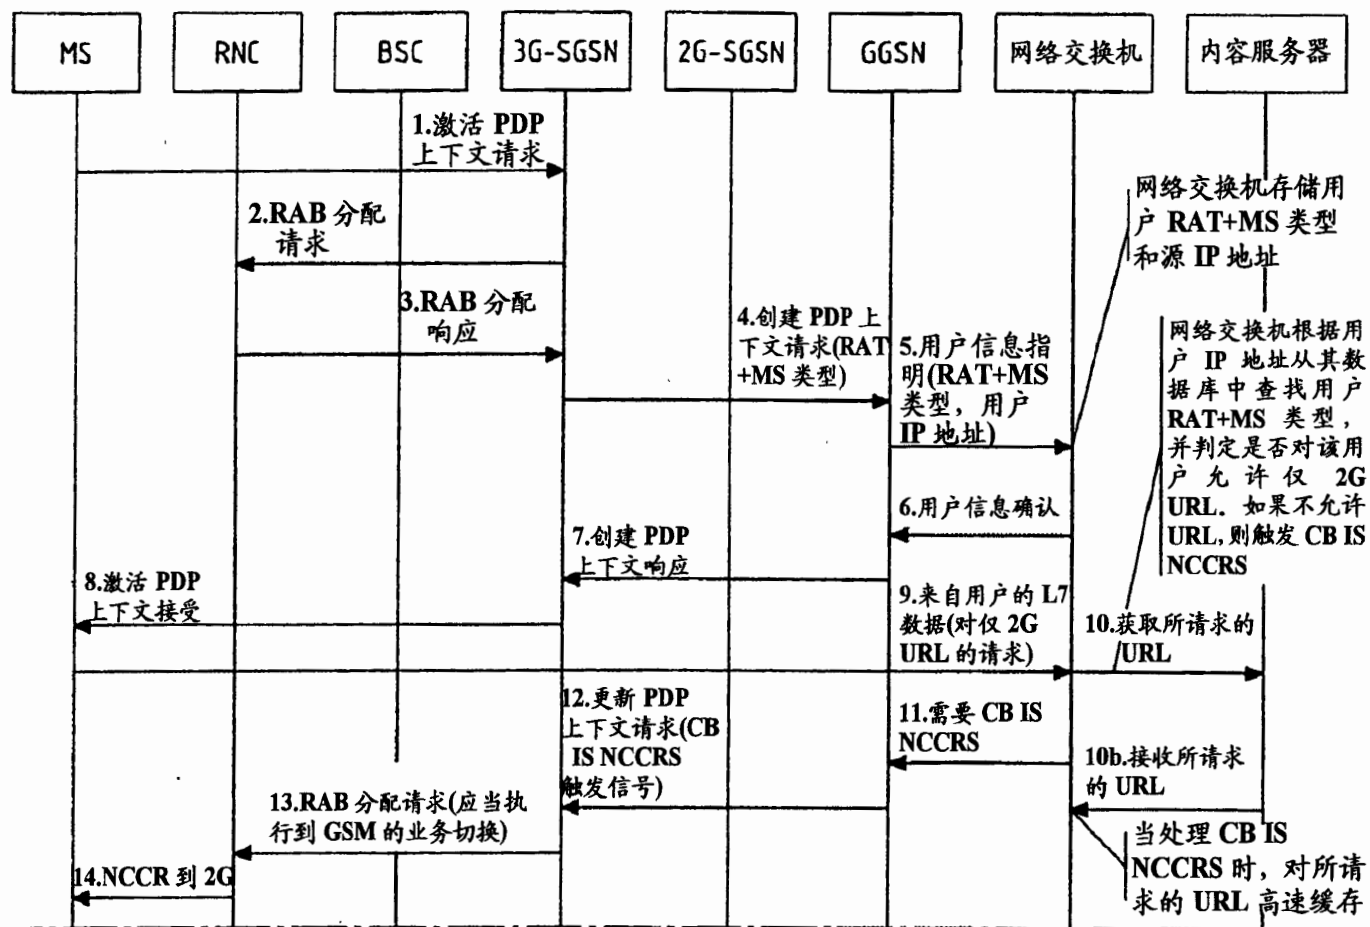 MS
RNC
BSC
3G-SGSN
2G-SGSN
GGSN
网络交换机
内容服务器
1.激活 PDP
上下文请求
2.RAB 分配
请求
3.RAB 分配
响应
4.创建 PDP 上
下文请求(RAT
+MS 类型)
5.用户信息指
明(RAT+MS
类型，用户
IP 地址)
网络交换机存储用
户 RAT+MS 类型
和源 IP 地址
网络交换机根据用
户 IP 地址从其数
据库中查找用户
RAT+MS 类型，
并判定是否对该用
户允许仅 2G
URL. 如果不允许
URL,则触发 CB IS
NCCRS
6.用户信息确认
7.创建 PDP
上下文响应
8.激活 PDP
上下文接受
9.来自用户的 L7
数据(对仅 2G
URL 的请求)
10.获取所请求的
URL
10b.接收所请求
的 URL
11.需要 CB IS
NCCRS
12.更新 PDP
上下文请求(CB
IS NCCRS
触发信号)
13.RAB 分配请求(应当执
行到 GSM 的业务切换)
14.NCCR 到 2G
当处理 CB IS
NCCRS 时，对所请
求的 URL 高速缓存